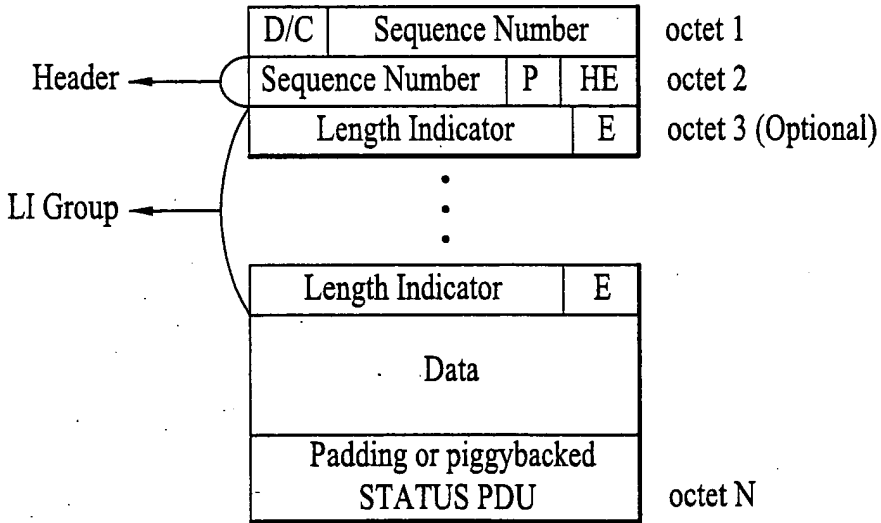 D/C Sequence Number octet 1
Header Sequence Number P HE octet 2
Length Indicator E octet 3 (Optional)
LI Group
Length Indicator E
Data
Padding or piggybacked
STATUS PDU octet N